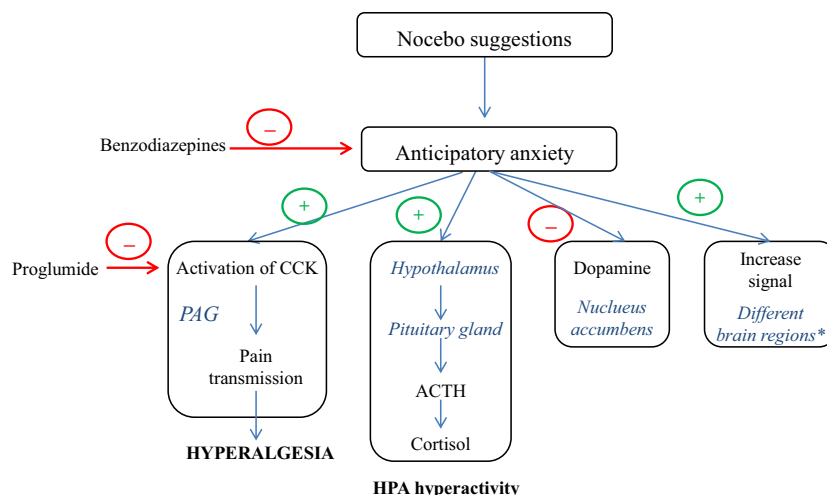 Nocebo suggestions
Benzodiazepines
−
Anticipatory anxiety
+
+
−
+
Proglumide
−
Activation of CCK
PAG
Pain
transmission
HYPERALGESIA
Hypothalamus
Pituitary gland
ACTH
Cortisol
HPA hyperactivity
Dopamine
Nuclueus
accumbens
Increase
signal
Different
brain regions*